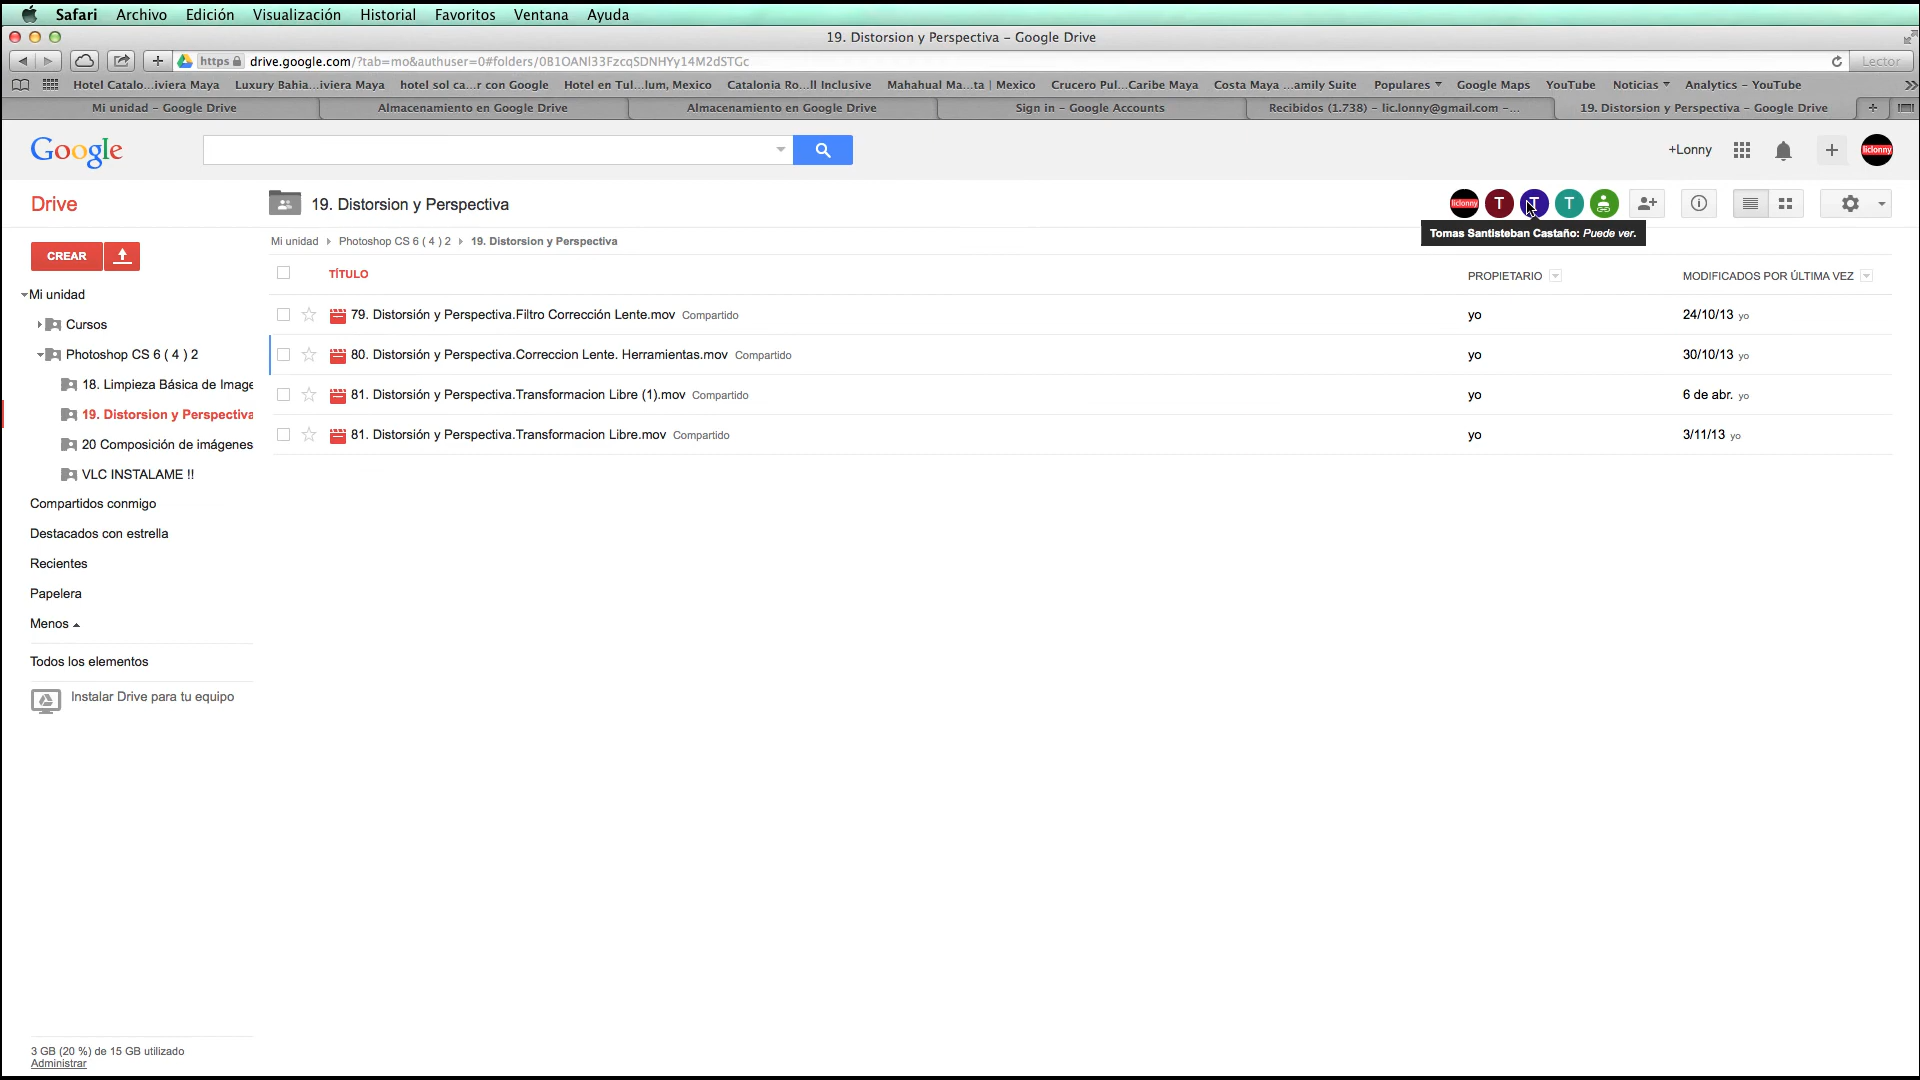 Safari Archivo Edición Visualización Historial Favoritos Ventana Ayuda
19. Distorsion y Perspectiva – Google Drive
https drive.google.com/?tab=mo&authuser=0#folders/0B1OANl33FzcqSDNHYy14M2dSTGc Lector
Hotel Catalo...iviera Maya Luxury Bahia...iviera Maya hotel sol ca...r con Google Hotel en Tul...lum, Mexico Catalonia Ro...ll Inclusive Mahahual Ma...ta | Mexico Crucero Pul...Caribe Maya Costa Maya ...amily Suite Populares Google Maps YouTube Noticias Analytics – YouTube
Mi unidad – Google Drive Almacenamiento en Google Drive Almacenamiento en Google Drive Sign in – Google Accounts Recibidos (1.738) – lic.lonny@gmail.com –... 19. Distorsion y Perspectiva – Google Drive
Google +Lonny liclonny
Drive 19. Distorsion y Perspectiva liclonny T T T
Tomas Santisteban Castaño: Puede ver.
Mi unidad Photoshop CS 6 ( 4 ) 2 19. Distorsion y Perspectiva
CREAR
TÍTULO PROPIETARIO MODIFICADOS POR ÚLTIMA VEZ
Mi unidad
79. Distorsión y Perspectiva.Filtro Corrección Lente.mov Compartido yo 24/10/13 yo
Cursos
80. Distorsión y Perspectiva.Correccion Lente. Herramientas.mov Compartido yo 30/10/13 yo
Photoshop CS 6 ( 4 ) 2
18. Limpieza Básica de Image
81. Distorsión y Perspectiva.Transformacion Libre (1).mov Compartido yo 6 de abr. yo
19. Distorsion y Perspectiva
81. Distorsión y Perspectiva.Transformacion Libre.mov Compartido yo 3/11/13 yo
20 Composición de imágenes
VLC INSTALAME !!
Compartidos conmigo
Destacados con estrella
Recientes
Papelera
Menos
Todos los elementos
Instalar Drive para tu equipo
3 GB (20 %) de 15 GB utilizado
Administrar